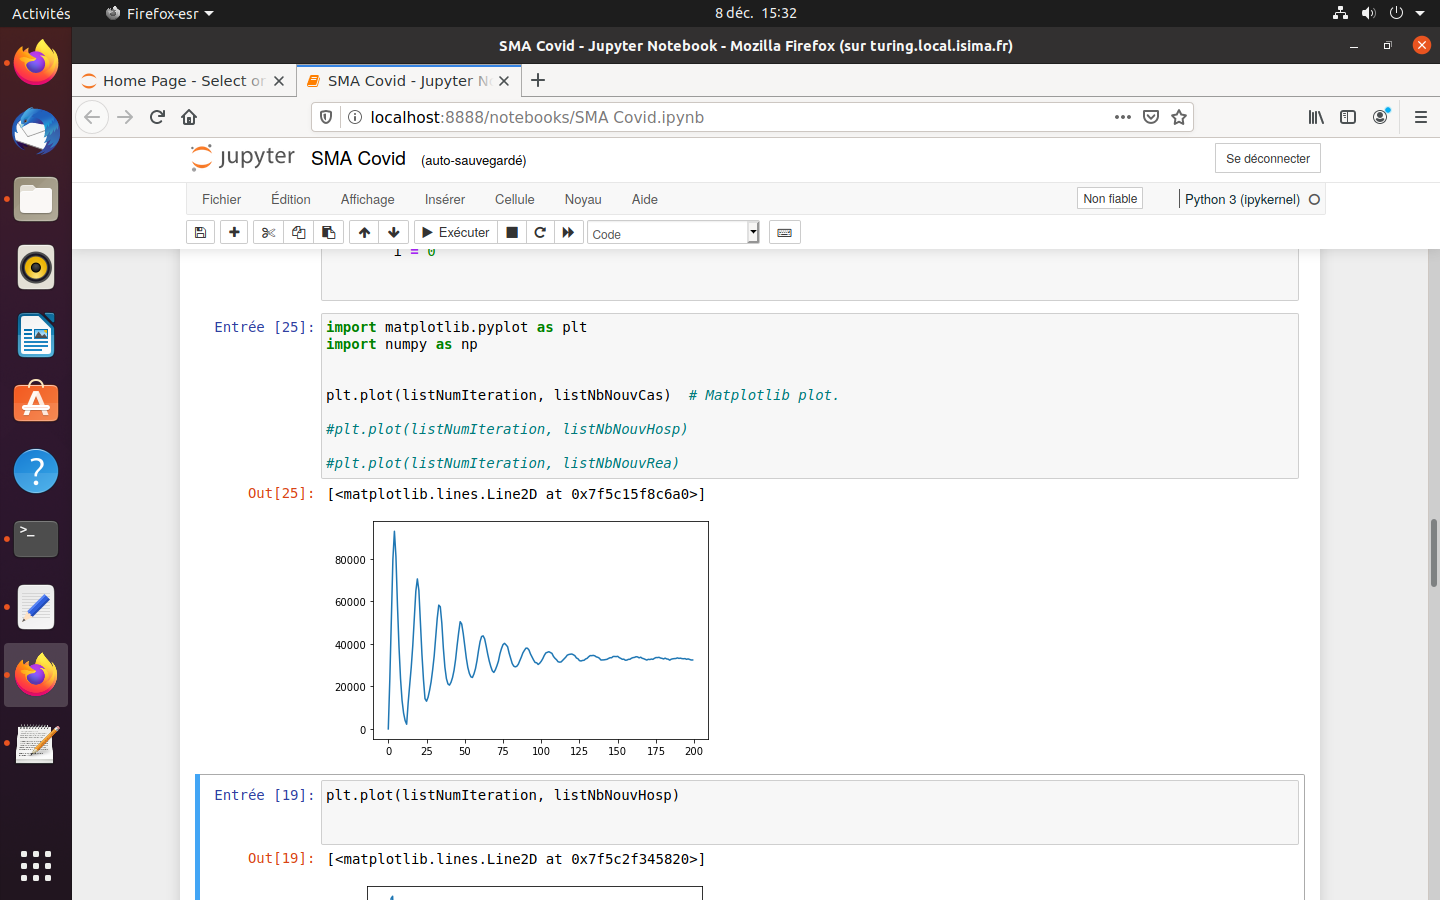 Activités
Firefox-esr
8 déc. 15:32
SMA Covid - Jupyter Notebook - Mozilla Firefox (sur turing.local.isima.fr)
Home Page - Select or
SMA Covid - Jupyter No
localhost:8888/notebooks/SMA Covid.ipynb
jupyter SMA Covid (auto-sauvegardé)
Se déconnecter
Fichier Édition Affichage Insérer Cellule Noyau Aide
Non fiable
Python 3 (ipykernel)
Exécuter
Code
i = 0
Entrée [25]:
import matplotlib.pyplot as plt
import numpy as np
plt.plot(listNumIteration, listNbNouvCas)  # Matplotlib plot.
#plt.plot(listNumIteration, listNbNouvHosp)
#plt.plot(listNumIteration, listNbNouvRea)
Out[25]: [<matplotlib.lines.Line2D at 0x7f5c15f8c6a0>]
80000
60000
40000
20000
0
0 25 50 75 100 125 150 175 200
Entrée [19]: plt.plot(listNumIteration, listNbNouvHosp)
Out[19]: [<matplotlib.lines.Line2D at 0x7f5c2f345820>]